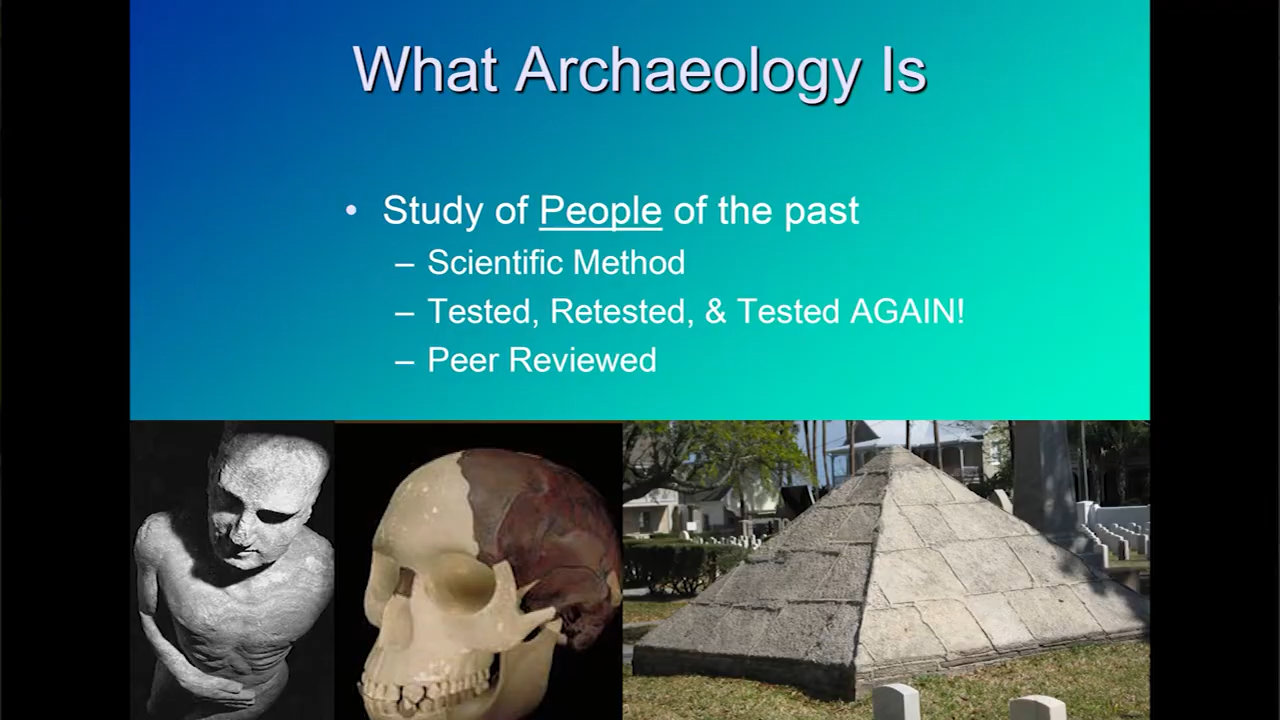 What Archaeology Is
• Study of People of the past
– Scientific Method
– Tested, Retested, & Tested AGAIN!
– Peer Reviewed